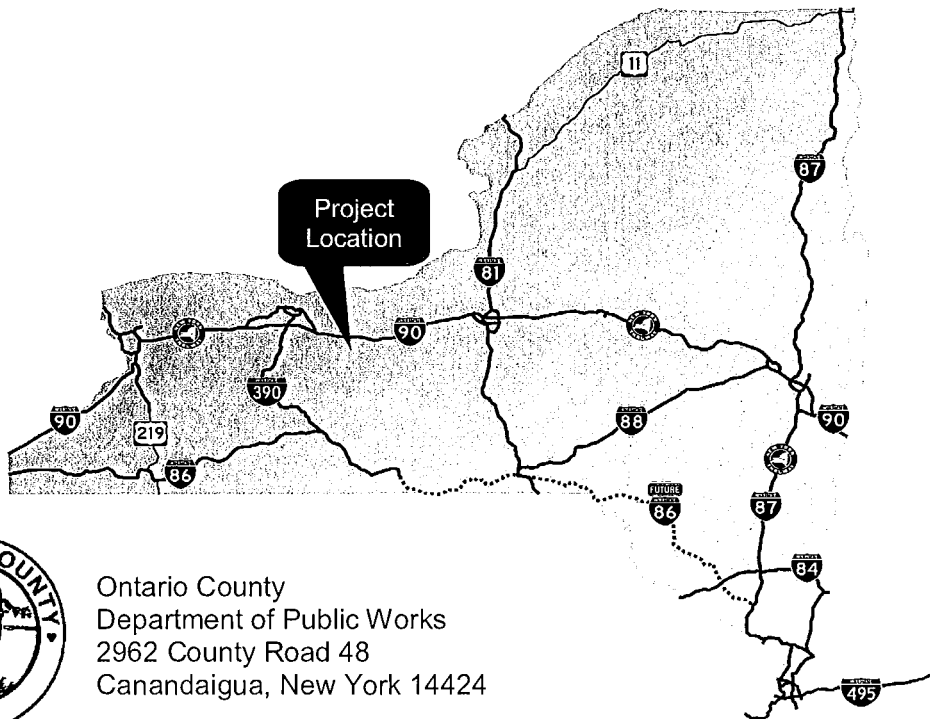 11
87
Project
Location
81
90
390
90
219
86
88
90
FUTURE
86
87
84
495
COUNTY
Ontario County
Department of Public Works
2962 County Road 48
Canandaigua, New York 14424